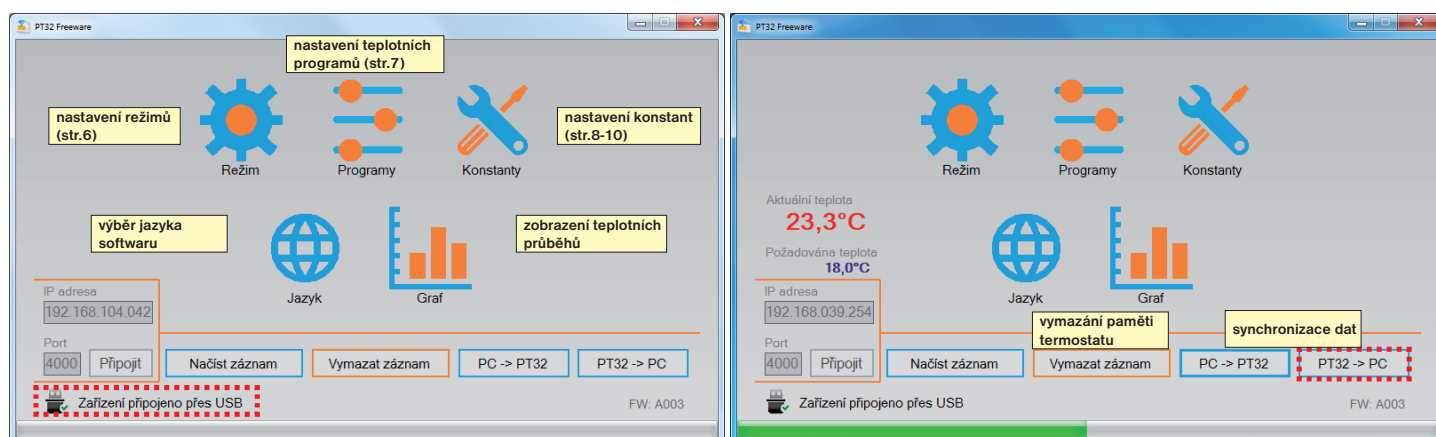 PT32 Freeware
nastavení teplotních
programů (str.7)
nastavení režimů
(str.6)
nastavení konstant
(str.8-10)
Režim
Programy
Konstanty
výběr jazyka
softwaru
zobrazení teplotních
průběhů
Jazyk
Graf
IP adresa
192.168.104.042
Port
4000
Připojit
Načíst záznam
Vymazat záznam
PC -> PT32
PT32 -> PC
Zařízení připojeno přes USB
FW: A003
PT32 Freeware
Režim
Programy
Konstanty
Aktuální teplota
23,3°C
Požadována teplota
18,0°C
Jazyk
Graf
IP adresa
192.168.039.254
vymazání paměti
termostatu
synchronizace dat
Port
4000
Připojit
Načíst záznam
Vymazat záznam
PC -> PT32
PT32 -> PC
Zařízení připojeno přes USB
FW: A003